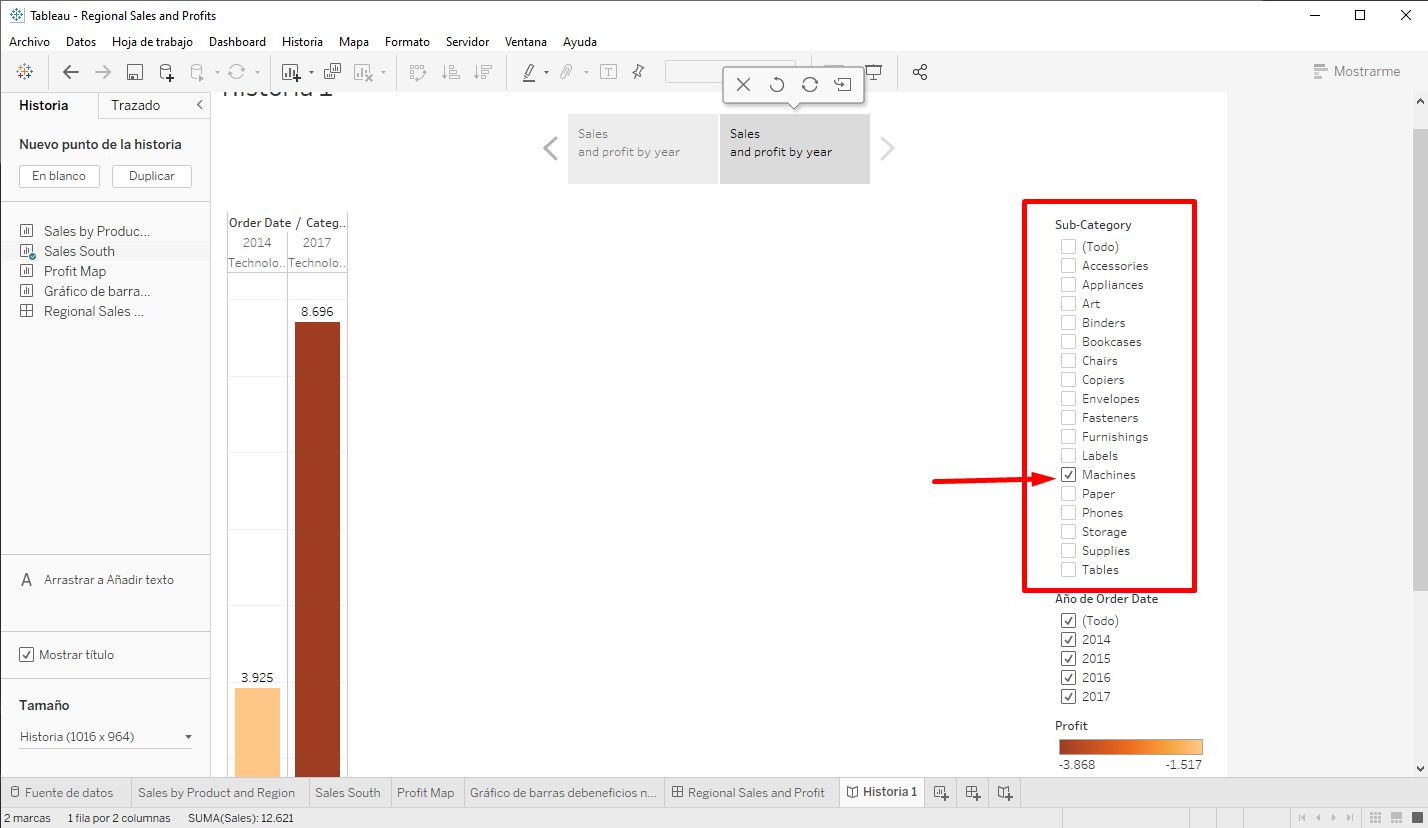 Tableau - Regional Sales and Profits
Archivo Datos Hoja de trabajo Dashboard Historia Mapa Formato Servidor Ventana Ayuda
Mostrarme
Historia Trazado
Nuevo punto de la historia
En blanco Duplicar
Sales by Produc...
Sales South
Profit Map
Gráfico de barra...
Regional Sales ...
A Arrastrar a Añadir texto
Mostrar título
Tamaño
Historia (1016 x 964)
Historia 1
Sales
and profit by year
Sales
and profit by year
Order Date / Categ..
2014 2017
Technolo.. Technolo..
8.696
3.925
Sub-Category
(Todo)
Accessories
Appliances
Art
Binders
Bookcases
Chairs
Copiers
Envelopes
Fasteners
Furnishings
Labels
Machines
Paper
Phones
Storage
Supplies
Tables
Año de Order Date
(Todo)
2014
2015
2016
2017
Profit
-3.868 -1.517
Fuente de datos Sales by Product and Region Sales South Profit Map Gráfico de barras debeneficios n... Regional Sales and Profit Historia 1
2 marcas 1 fila por 2 columnas SUMA(Sales): 12.621